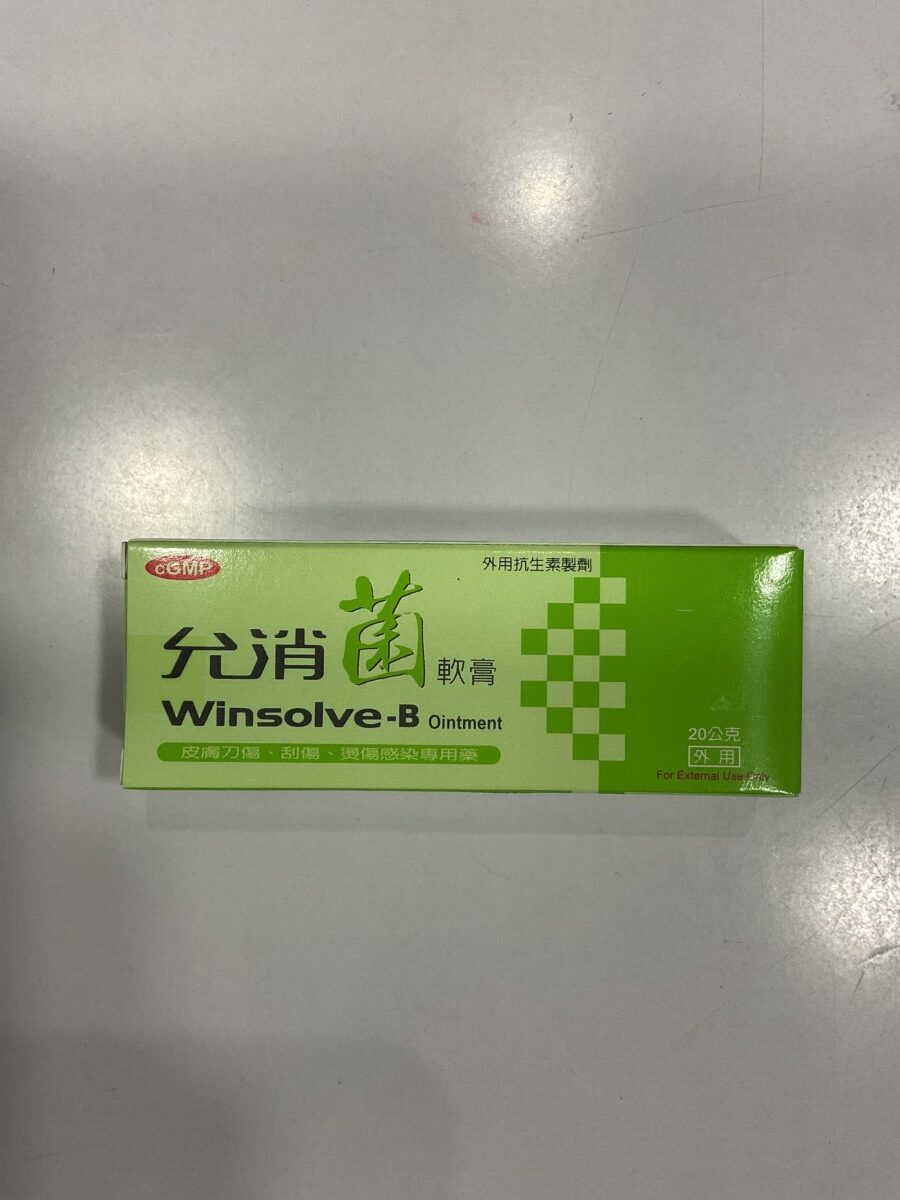 cGMP
外用抗生素製劑
允消菌軟膏
Winsolve-B Ointment
皮膚刀傷、刮傷、燙傷感染專用藥
20公克
外用
For External Use Only